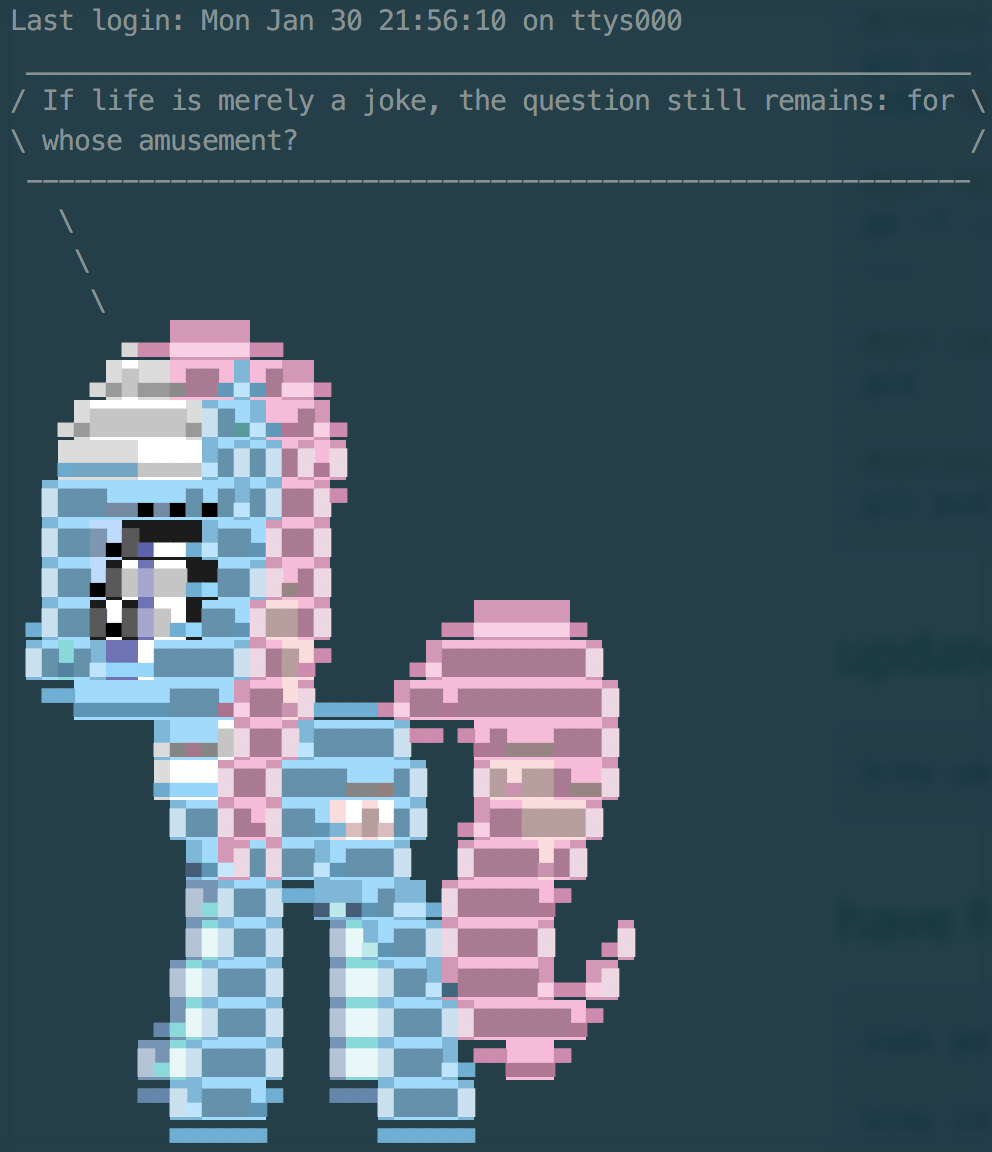 Last login: Mon Jan 30 21:56:10 on ttys000
/ If life is merely a joke, the question still remains: for \
\ whose amusement? /
\
\
\